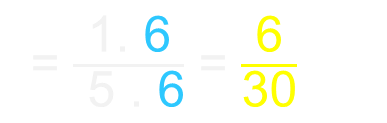 = 1 . 6 / 5 . 6 = 6 / 30